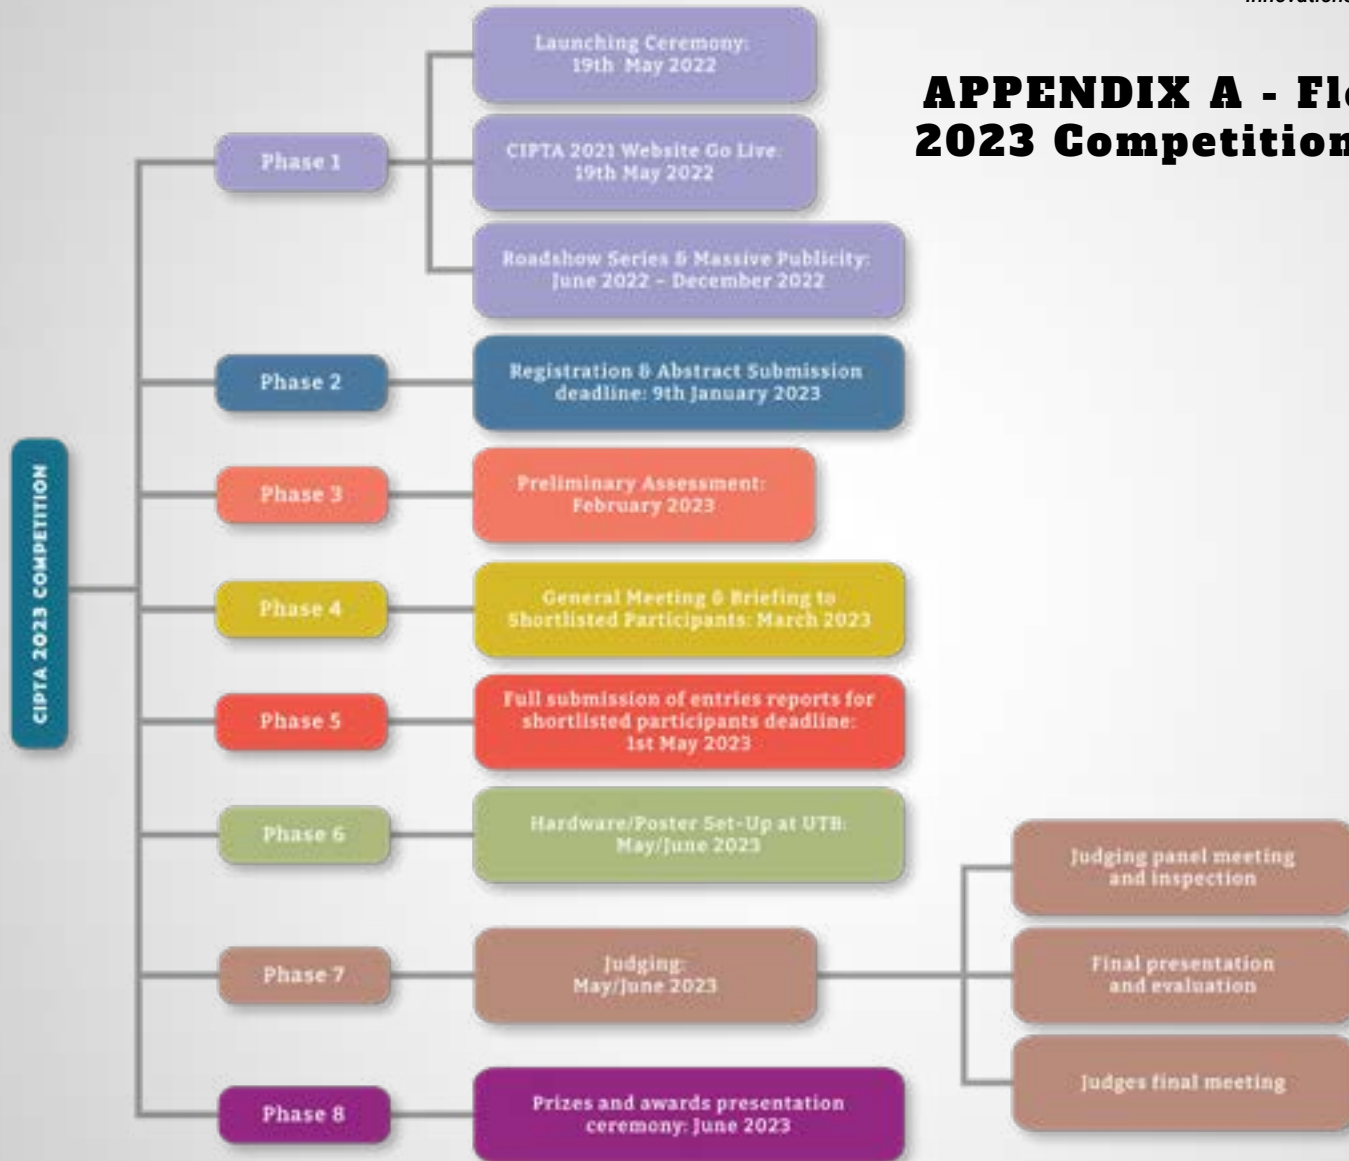 APPENDIX A - Fl
2023 Competition
CIPTA 2023 COMPETITION
Phase 1
Launching Ceremony:
19th May 2022
CIPTA 2021 Website Go Live:
19th May 2022
Roadshow Series & Massive Publicity:
June 2022 – December 2022
Phase 2
Registration & Abstract Submission
deadline: 9th January 2023
Phase 3
Preliminary Assessment:
February 2023
Phase 4
General Meeting & Briefing to
Shortlisted Participants: March 2023
Phase 5
Full submission of entries reports for
shortlisted participants deadline:
1st May 2023
Phase 6
Hardware/Poster Set-Up at UTB:
May/June 2023
Phase 7
Judging:
May/June 2023
Judging panel meeting
and inspection
Final presentation
and evaluation
Judges final meeting
Phase 8
Prizes and awards presentation
ceremony: June 2023